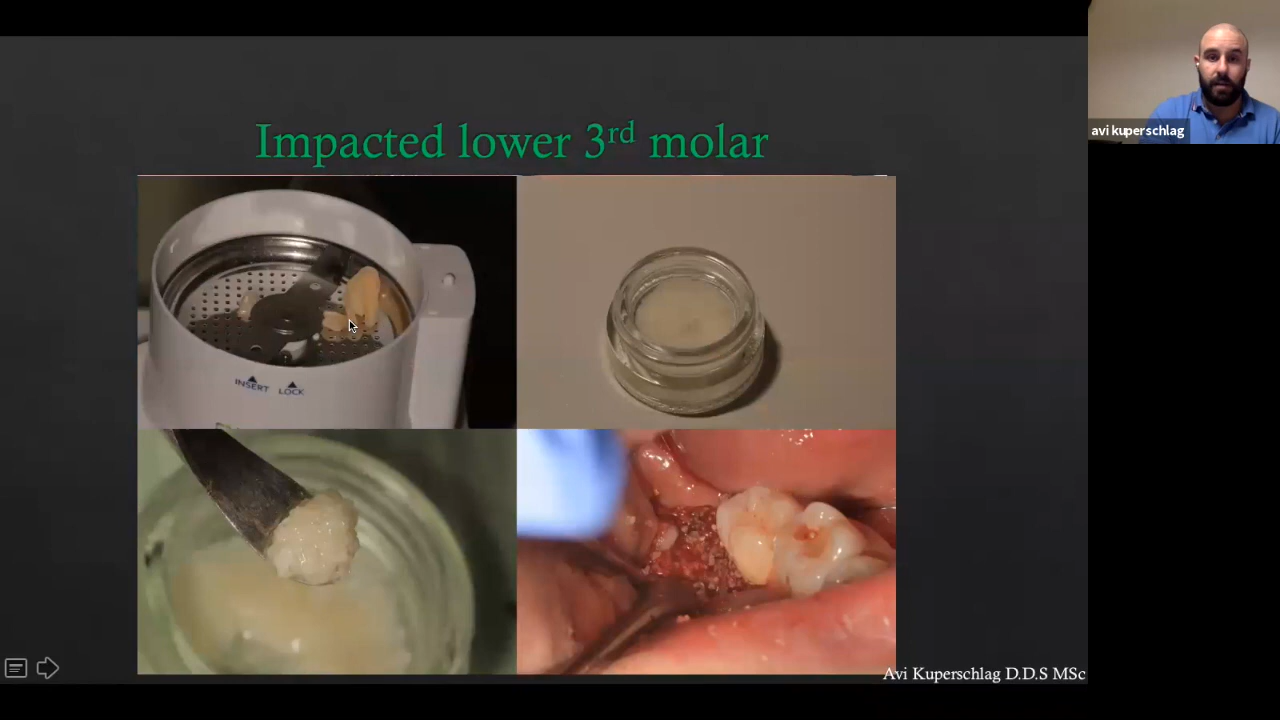 Impacted lower 3rd molar
avi kuperschlag
INSERT LOCK
Avi Kuperschlag D.D.S MSc